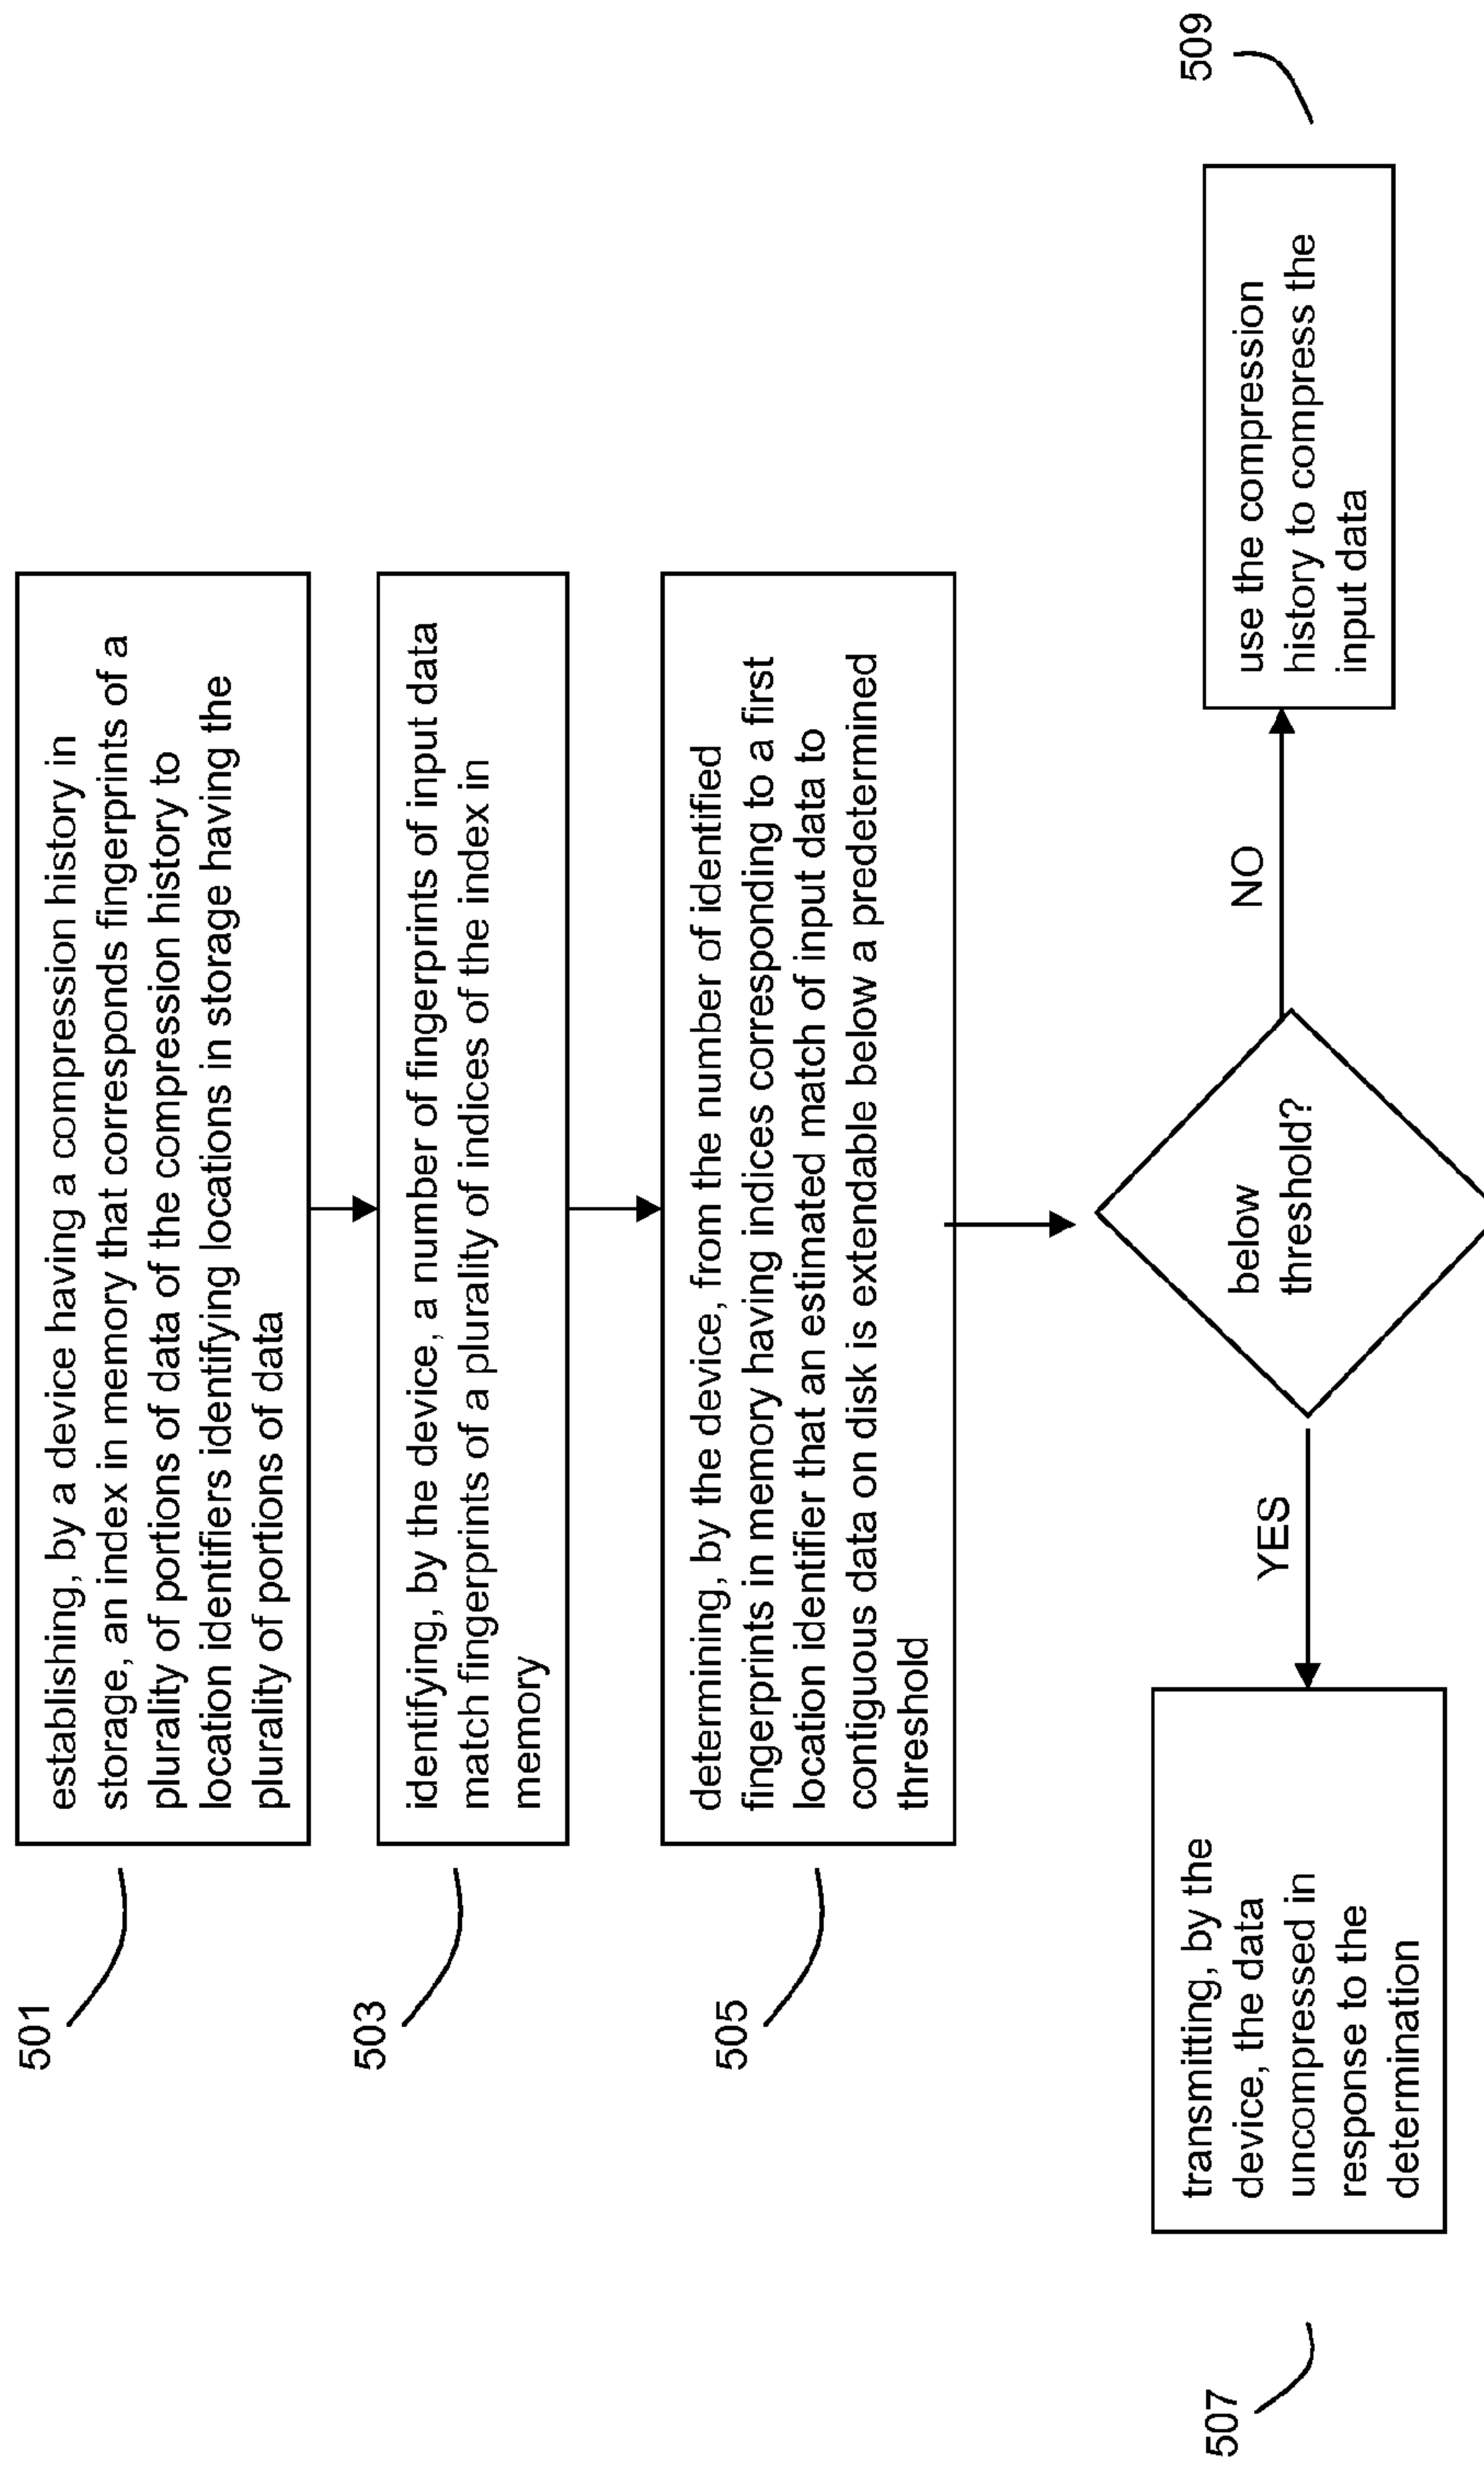 501
establishing, by a device having a compression history in
storage, an index in memory that corresponds fingerprints of a
plurality of portions of data of the compression history to
location identifiers identifying locations in storage having the
plurality of portions of data
503
identifying, by the device, a number of fingerprints of input data
match fingerprints of a plurality of indices of the index in
memory
505
determining, by the device, from the number of identified
fingerprints in memory having indices corresponding to a first
location identifier that an estimated match of input data to
contiguous data on disk is extendable below a predetermined
threshold
below
threshold?
YES
NO
507
transmitting, by the
device, the data
uncompressed in
response to the
determination
509
use the compression
history to compress the
input data